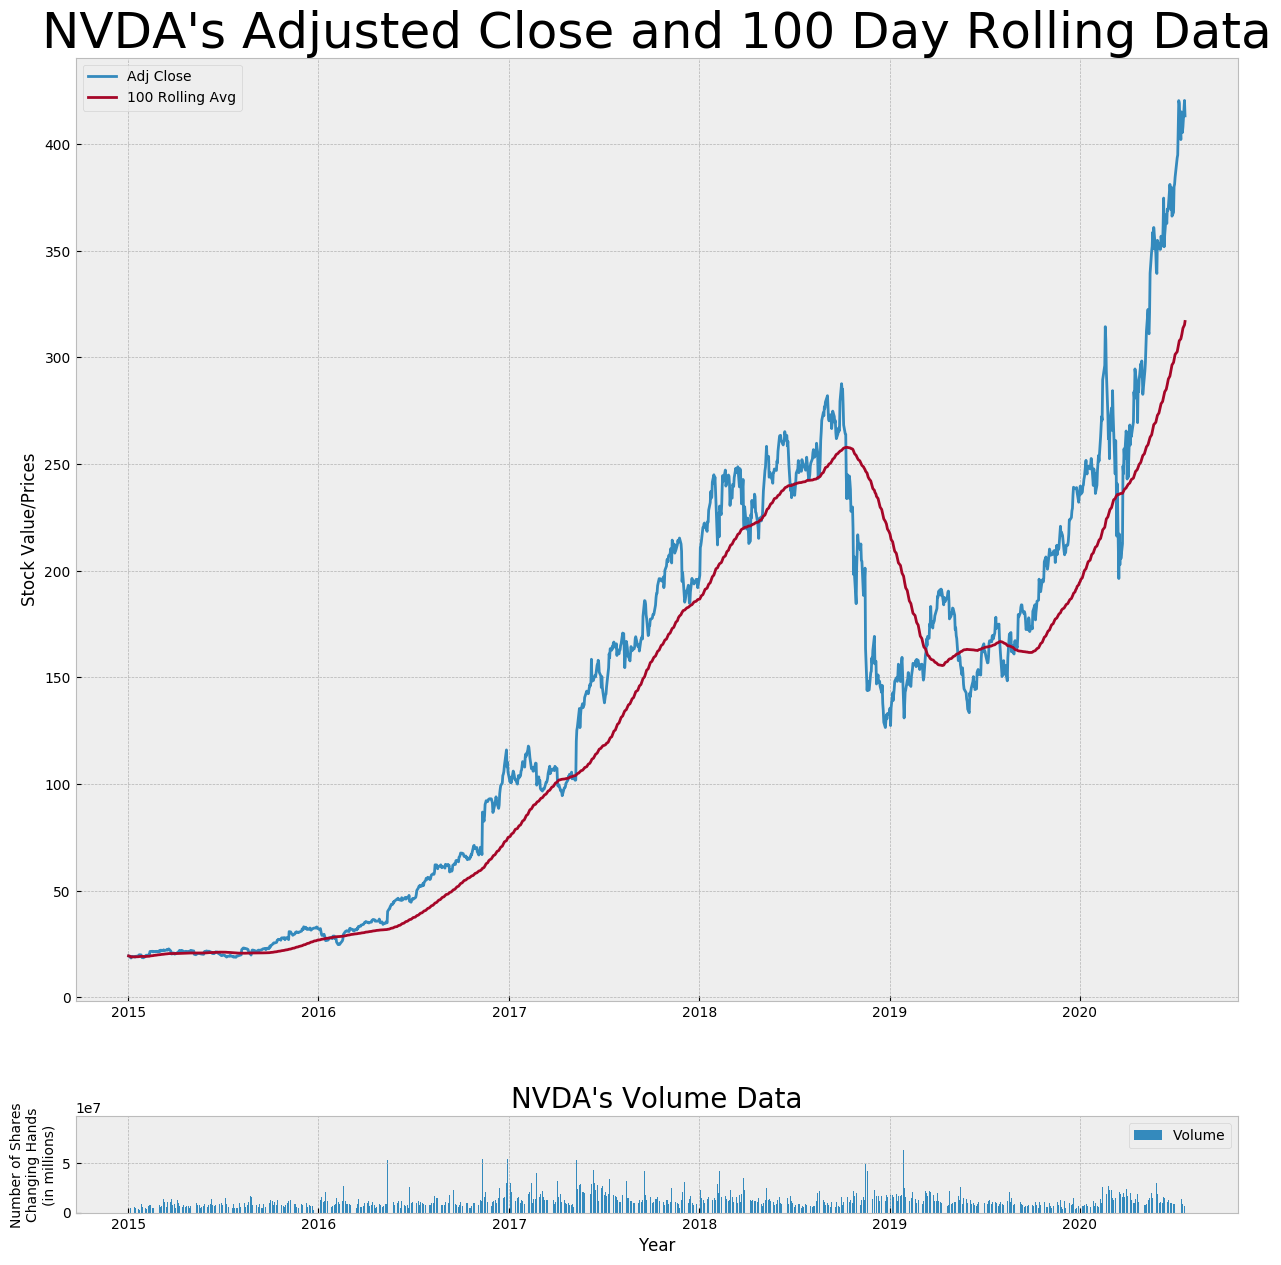 NVDA's Adjusted Close and 100 Day Rolling Data
Adj Close
100 Rolling Avg
Stock Value/Prices
400
350
300
250
200
150
100
50
0
2015 2016 2017 2018 2019 2020
NVDA's Volume Data
1e7
Volume
Number of Shares
Changing Hands
(in millions)
5
0
2015 2016 2017 2018 2019 2020
Year